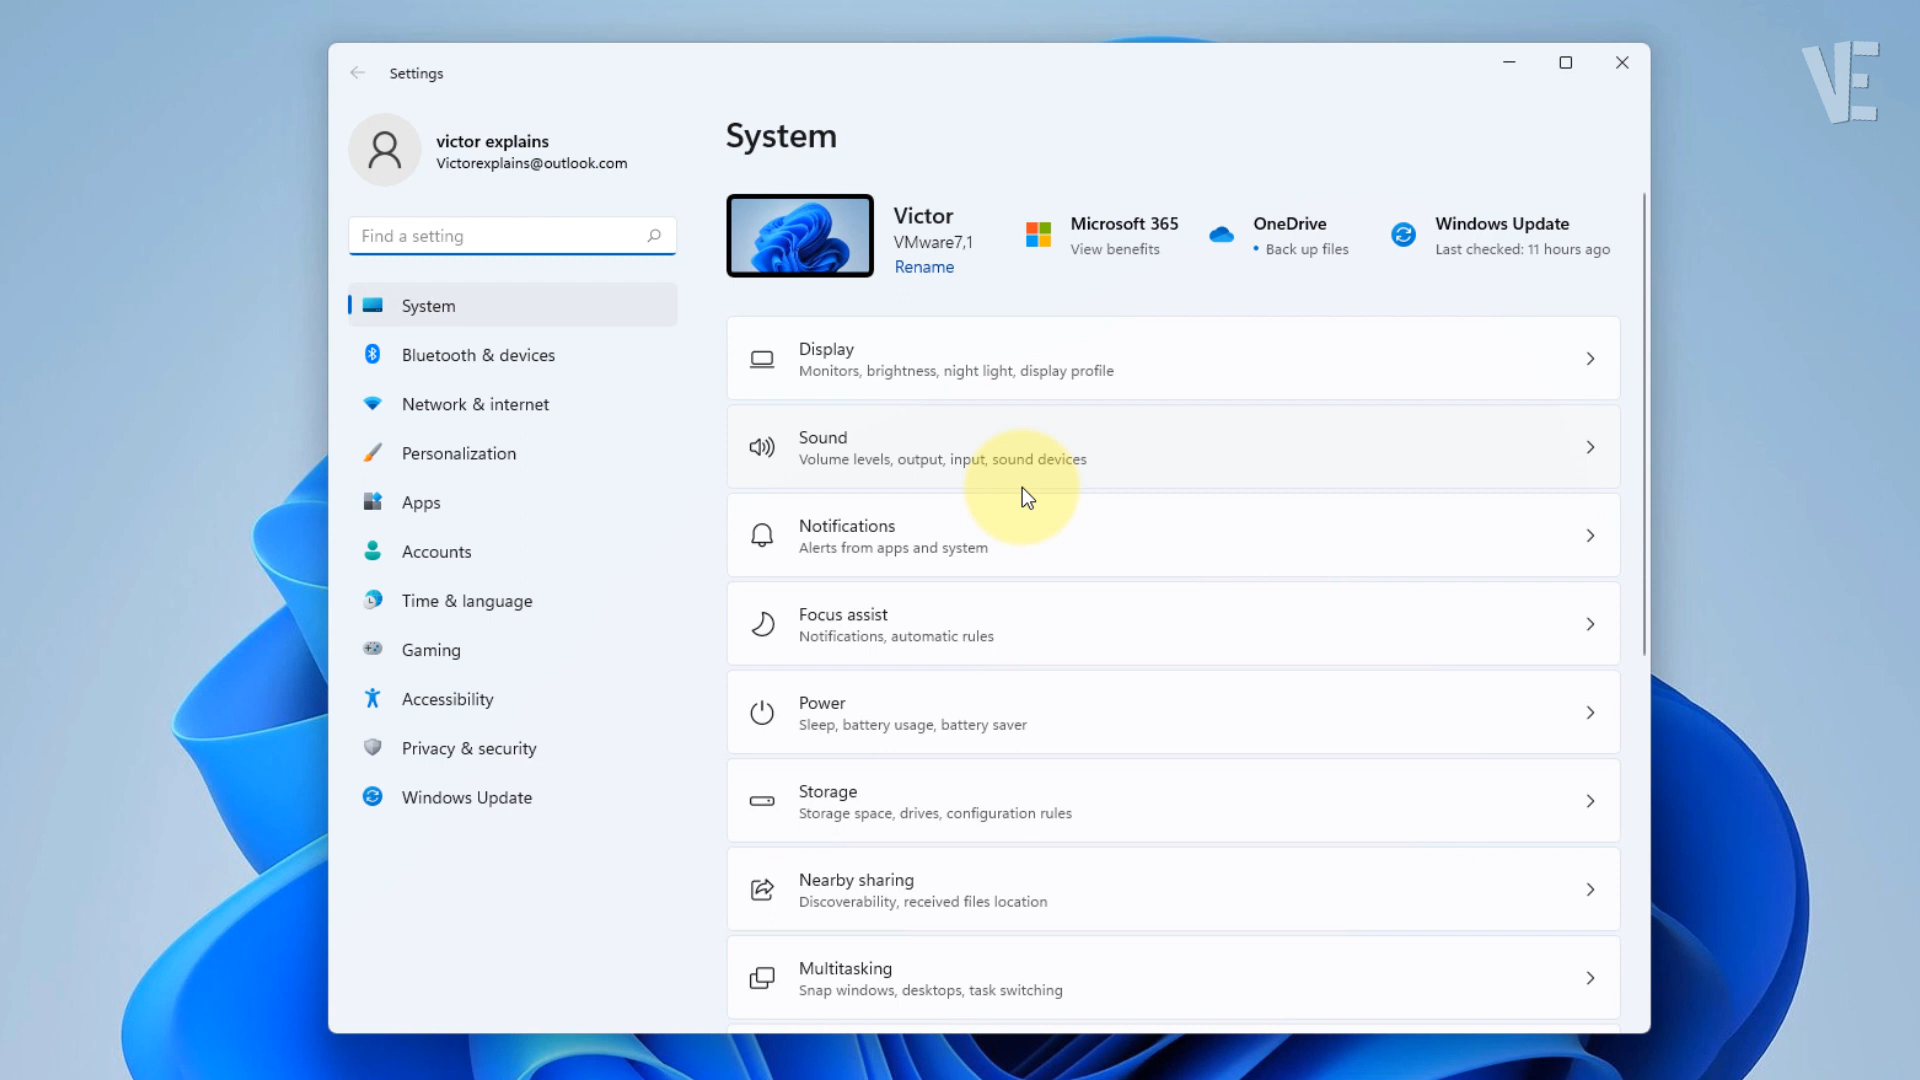 VE
Settings
victor explains
Victorexplains@outlook.com
Find a setting
System
Bluetooth & devices
Network & internet
Personalization
Apps
Accounts
Time & language
Gaming
Accessibility
Privacy & security
Windows Update
System
Victor
VMware7,1
Rename
Microsoft 365
View benefits
OneDrive
• Back up files
Windows Update
Last checked: 11 hours ago
Display
Monitors, brightness, night light, display profile
Sound
Volume levels, output, input, sound devices
Notifications
Alerts from apps and system
Focus assist
Notifications, automatic rules
Power
Sleep, battery usage, battery saver
Storage
Storage space, drives, configuration rules
Nearby sharing
Discoverability, received files location
Multitasking
Snap windows, desktops, task switching